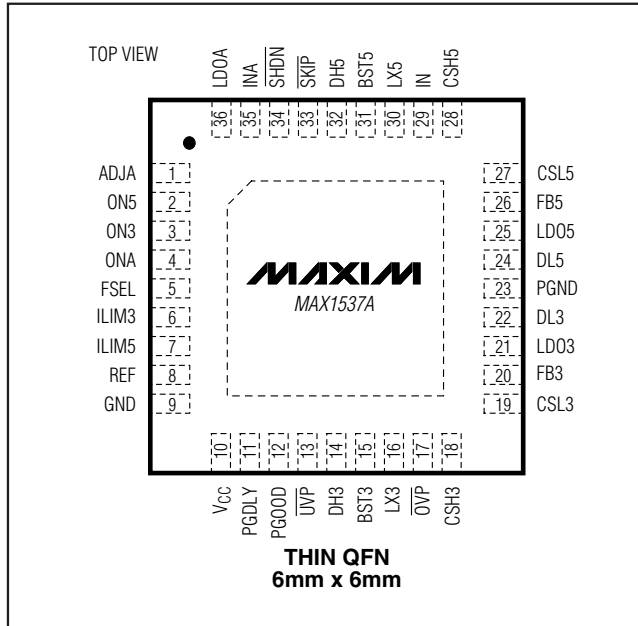 TOP VIEW
LDOA
INA
SHDN
SKIP
DH5
BST5
LX5
IN
CSH5
36
35
34
33
32
31
30
29
28
ADJA 1
ON5 2
ON3 3
ONA 4
FSEL 5
ILIM3 6
ILIM5 7
REF 8
GND 9
MAXIM
MAX1537A
27 CSL5
26 FB5
25 LDO5
24 DL5
23 PGND
22 DL3
21 LDO3
20 FB3
19 CSL3
10
11
12
13
14
15
16
17
18
VCC
PGDLY
PGOOD
UVP
DH3
BST3
LX3
OVP
CSH3
THIN QFN
6mm x 6mm